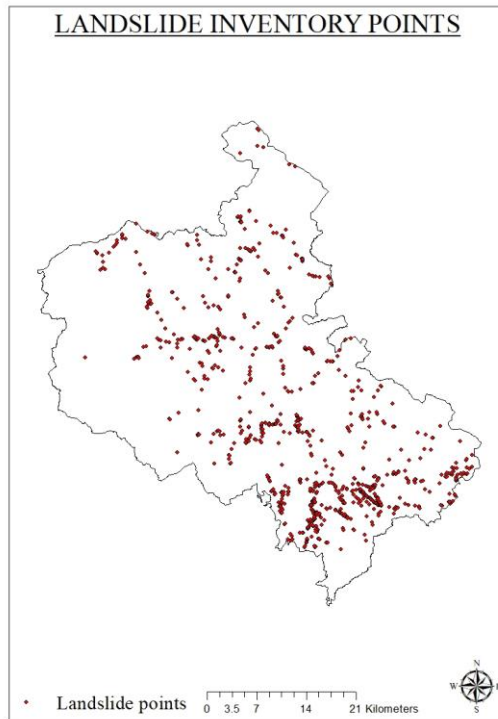 LANDSLIDE INVENTORY POINTS
N
W E
S
Landslide points
0 3.5 7 14 21 Kilometers